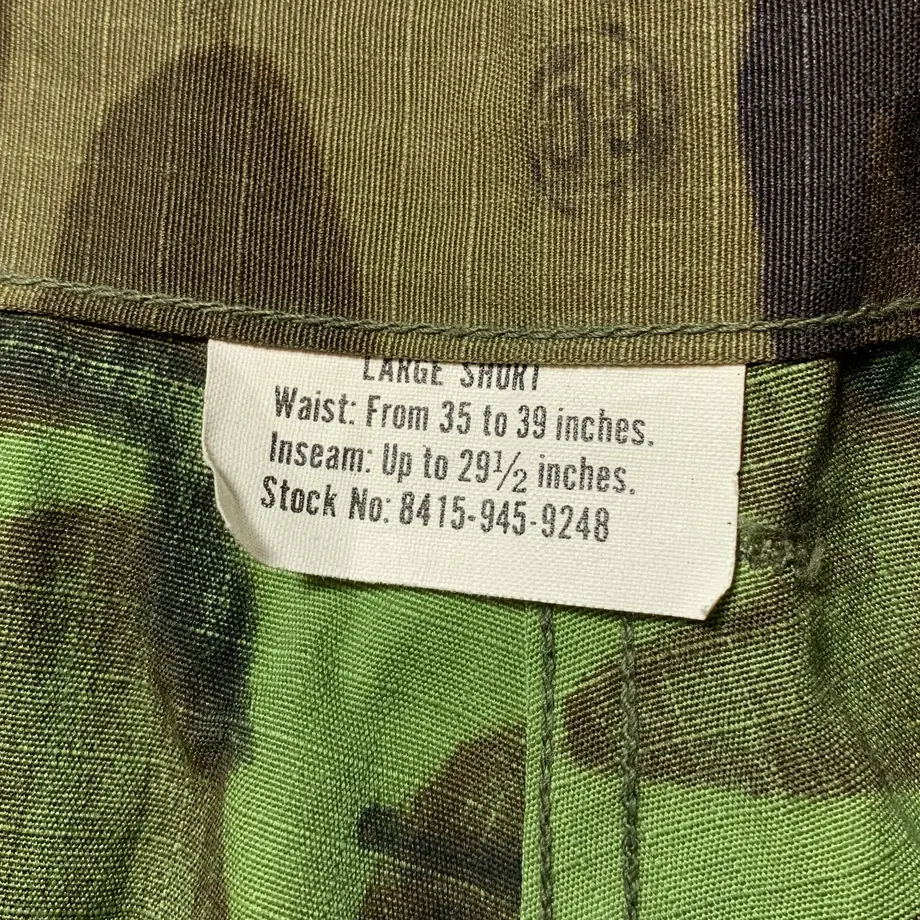 03
LARGE SHORT
Waist: From 35 to 39 inches.
Inseam: Up to 29½ inches.
Stock No: 8415-945-9248